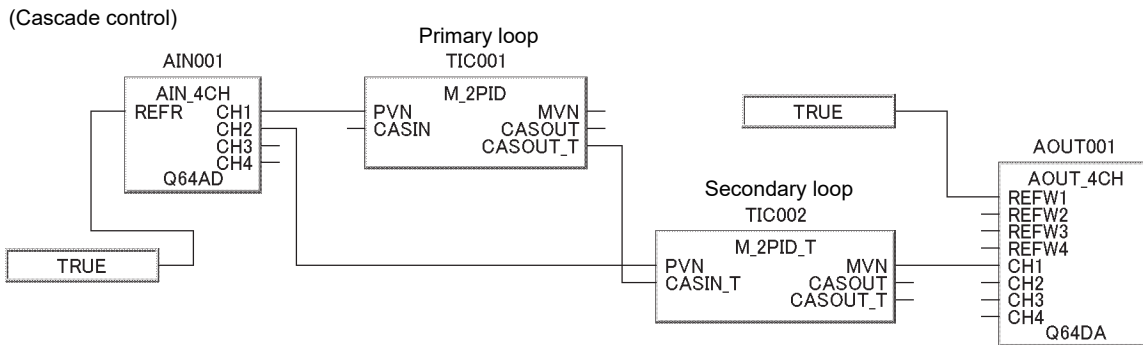 (Cascade control)
Primary loop
AIN001
TIC001
AIN_4CH
REFR
CH1
CH2
CH3
CH4
Q64AD
M_2PID
PVN
CASIN
MVN
CASOUT
CASOUT_T
TRUE
AOUT001
AOUT_4CH
REFW1
REFW2
REFW3
REFW4
CH1
CH2
CH3
CH4
Q64DA
Secondary loop
TIC002
M_2PID_T
PVN
CASIN_T
MVN
CASOUT
CASOUT_T
TRUE